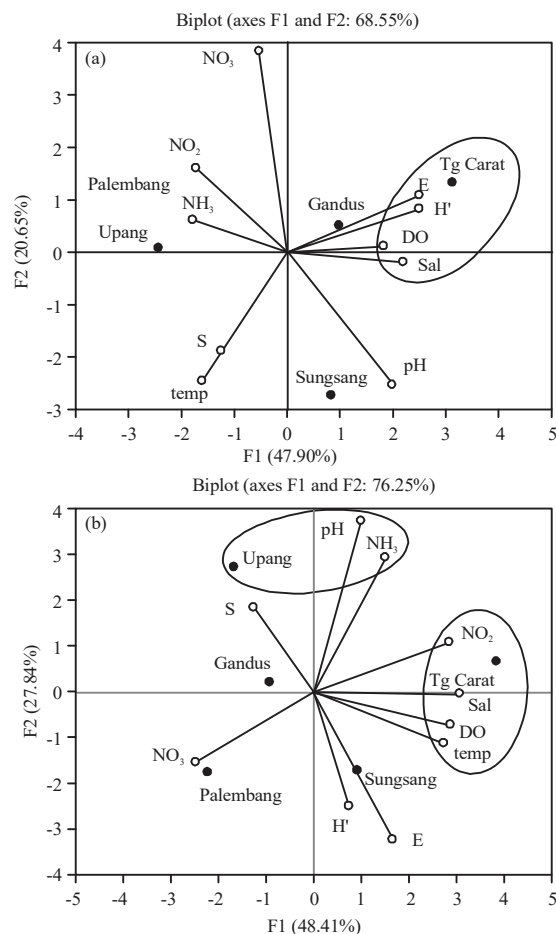 Biplot (axes F1 and F2: 68.55%)
(a)
4
3
2
1
0
-1
-2
-3
F2 (20.65%)
NO₃
NO₂
Palembang
NH₃
Upang
Gandus
Tg Carat
E
H'
DO
Sal
S
temp
Sungsang
pH
-4 -3 -2 -1 0 1 2 3 4 5
F1 (47.90%)
Biplot (axes F1 and F2: 76.25%)
(b)
4
3
2
1
0
-1
-2
-3
-4
F2 (27.84%)
pH
NH₃
Upang
S
NO₂
Gandus
Tg Carat
Sal
DO
temp
NO₃
Palembang
Sungsang
H'
E
-4 -3 -2 -1 0 1 2 3 4 5
F1 (48.41%)